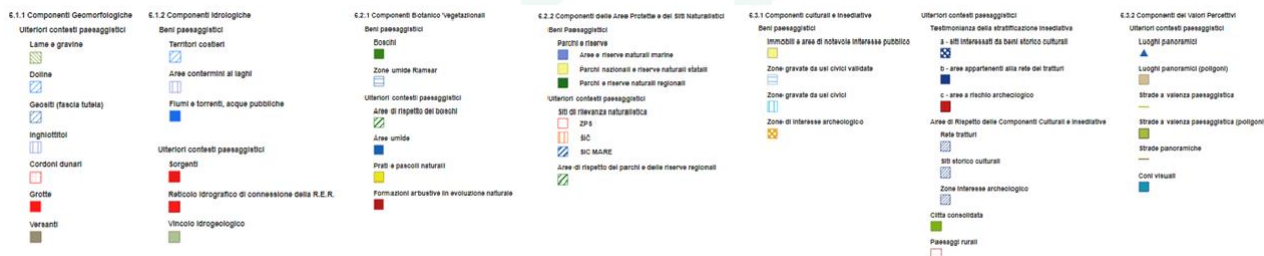 6.1.1 Componenti Geomorfologiche
Ulteriori contesti paesaggistici
Lame e gravine
Doline
Geositi (fascia tutela)
Inghiottitoi
Cordoni dunari
Grotte
Versanti
6.1.2 Componenti Idrologiche
Beni paesaggistici
Territori costieri
Aree contermini ai laghi
Fiumi e torrenti, acque pubbliche
Ulteriori contesti paesaggistici
Sorgenti
Reticolo idrografico di connessione della R.E.R.
Vincolo idrogeologico
6.2.1 Componenti Botanico Vegetazionali
Beni paesaggistici
Boschi
Zone umide Ramsar
Ulteriori contesti paesaggistici
Aree di rispetto dei boschi
Aree umide
Prati e pascoli naturali
Formazioni arbustive in evoluzione naturale
6.2.2 Componenti delle Aree Protette e dei Siti Naturalistici
Beni Paesaggistici
Parchi e riserve
Aree e riserve naturali marine
Parchi nazionali e riserve naturali statali
Parchi e riserve naturali regionali
Ulteriori contesti paesaggistici
Siti di rilevanza naturalistica
ZPS
SIC
SIC MARE
Aree di rispetto dei parchi e delle riserve regionali
6.3.1 Componenti culturali e insediative
Beni paesaggistici
Immobili e aree di notevole interesse pubblico
Zone gravate da usi civici validate
Zone gravate da usi civici
Zone di interesse archeologico
Ulteriori contesti paesaggistici
Testimonianza della stratificazione insediativa
a - siti interessati da beni storico culturali
b - aree appartenenti alla rete dei tratturi
c - aree a rischio archeologico
Aree di Rispetto delle Componenti Culturali e Insediative
Rete tratturi
Siti storico culturali
Zone interesse archeologico
Citta consolidata
Paesaggi rurali
6.3.2 Componenti dei Valori Percettivi
Ulteriori contesti paesaggistici
Luoghi panoramici
Luoghi panoramici (poligoni)
Strade a valenza paesaggistica
Strade a valenza paesaggistica (poligoni
Strade panoramiche
Coni visuali